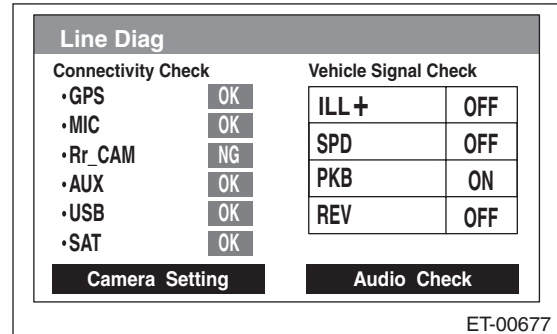 Line Diag
Connectivity Check
・GPS OK
・MIC OK
・Rr_CAM NG
・AUX OK
・USB OK
・SAT OK
Camera Setting
Vehicle Signal Check
ILL+ OFF
SPD OFF
PKB ON
REV OFF
Audio Check
ET-00677